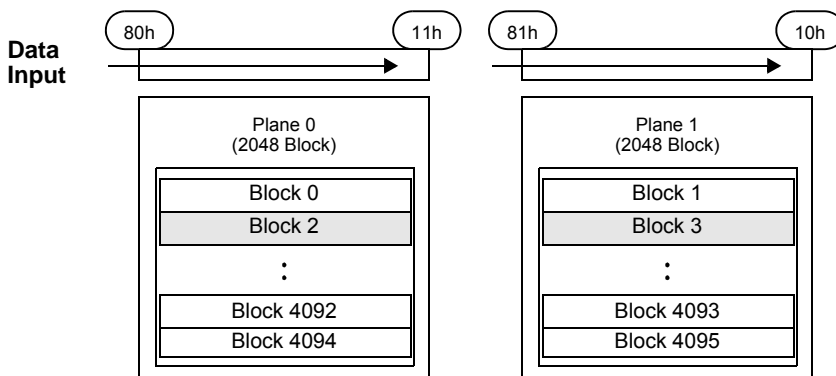 80h
11h
81h
10h
Data
Input
Plane 0
(2048 Block)
Block 0
Block 2
:
Block 4092
Block 4094
Plane 1
(2048 Block)
Block 1
Block 3
:
Block 4093
Block 4095